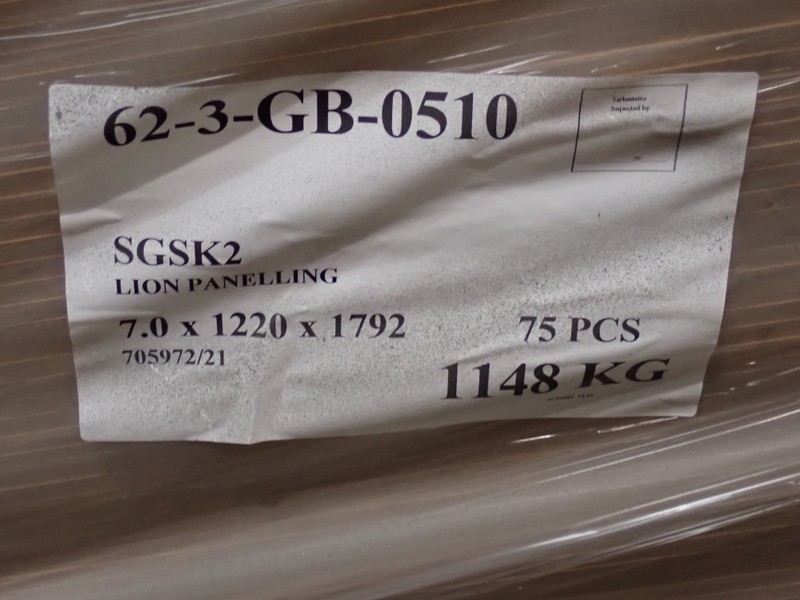 62-3-GB-0510
Tarkastettu
Inspected by
.20
SGSK2
LION PANELLING
7.0 x 1220 x 1792
75 PCS
705972/21
1148 KG